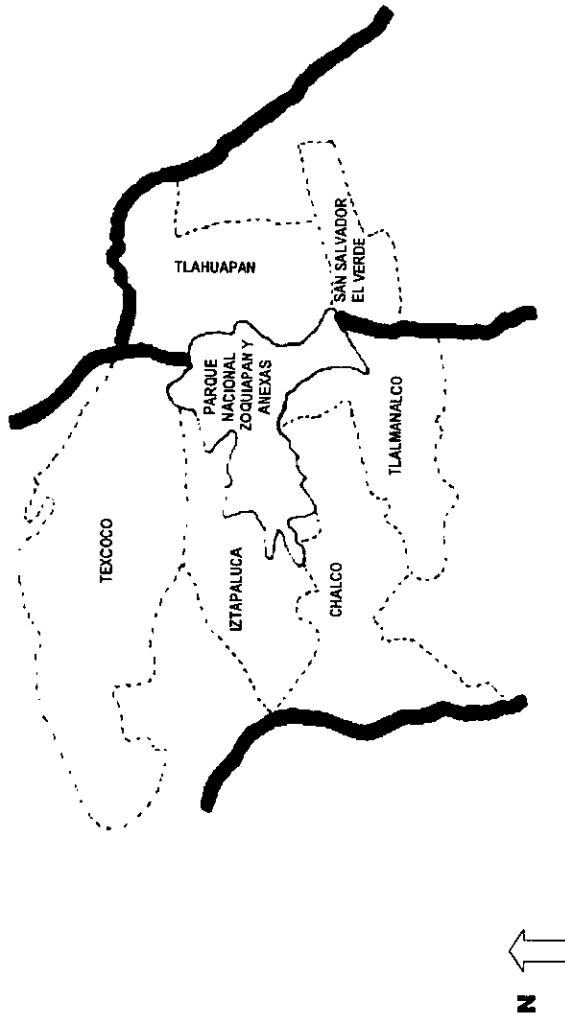 TEXCOCO
TLAHUAPAN
PARQUE
NACIONAL
ZOQUIAPAN Y
ANEXAS
IZTAPALUCA
SAN SALVADOR
EL VERDE
CHALCO
TLALMANALCO
N